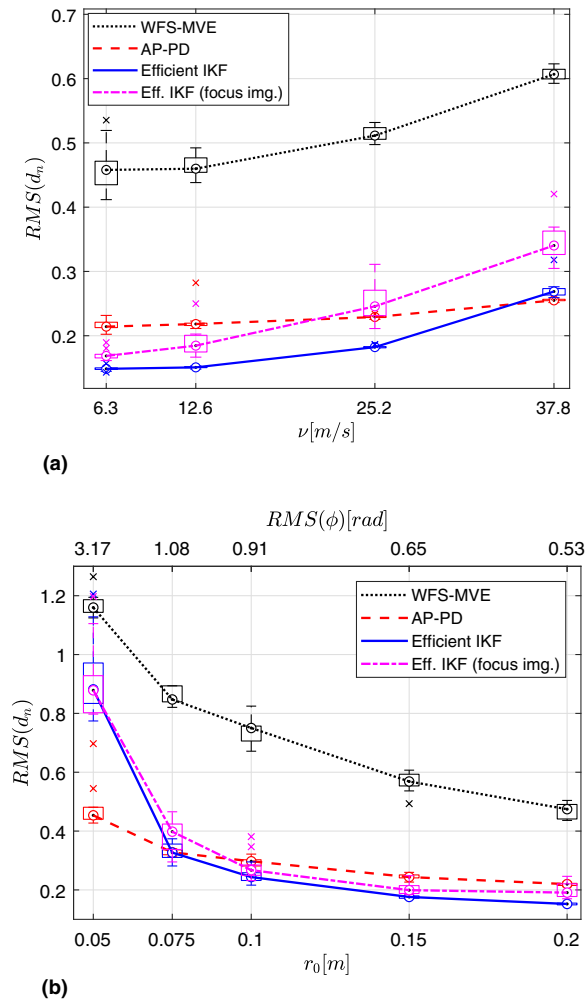 0.7
0.6
0.5
0.4
0.3
0.2
RMS(d_n)
WFS-MVE
AP-PD
Efficient IKF
Eff. IKF (focus img.)
6.3 12.6 25.2 37.8
ν[m/s]
(a)
RMS(ϕ)[rad]
3.17 1.08 0.91 0.65 0.53
1.2
1
0.8
0.6
0.4
0.2
RMS(d_n)
WFS-MVE
AP-PD
Efficient IKF
Eff. IKF (focus img.)
0.05 0.075 0.1 0.15 0.2
r_0[m]
(b)